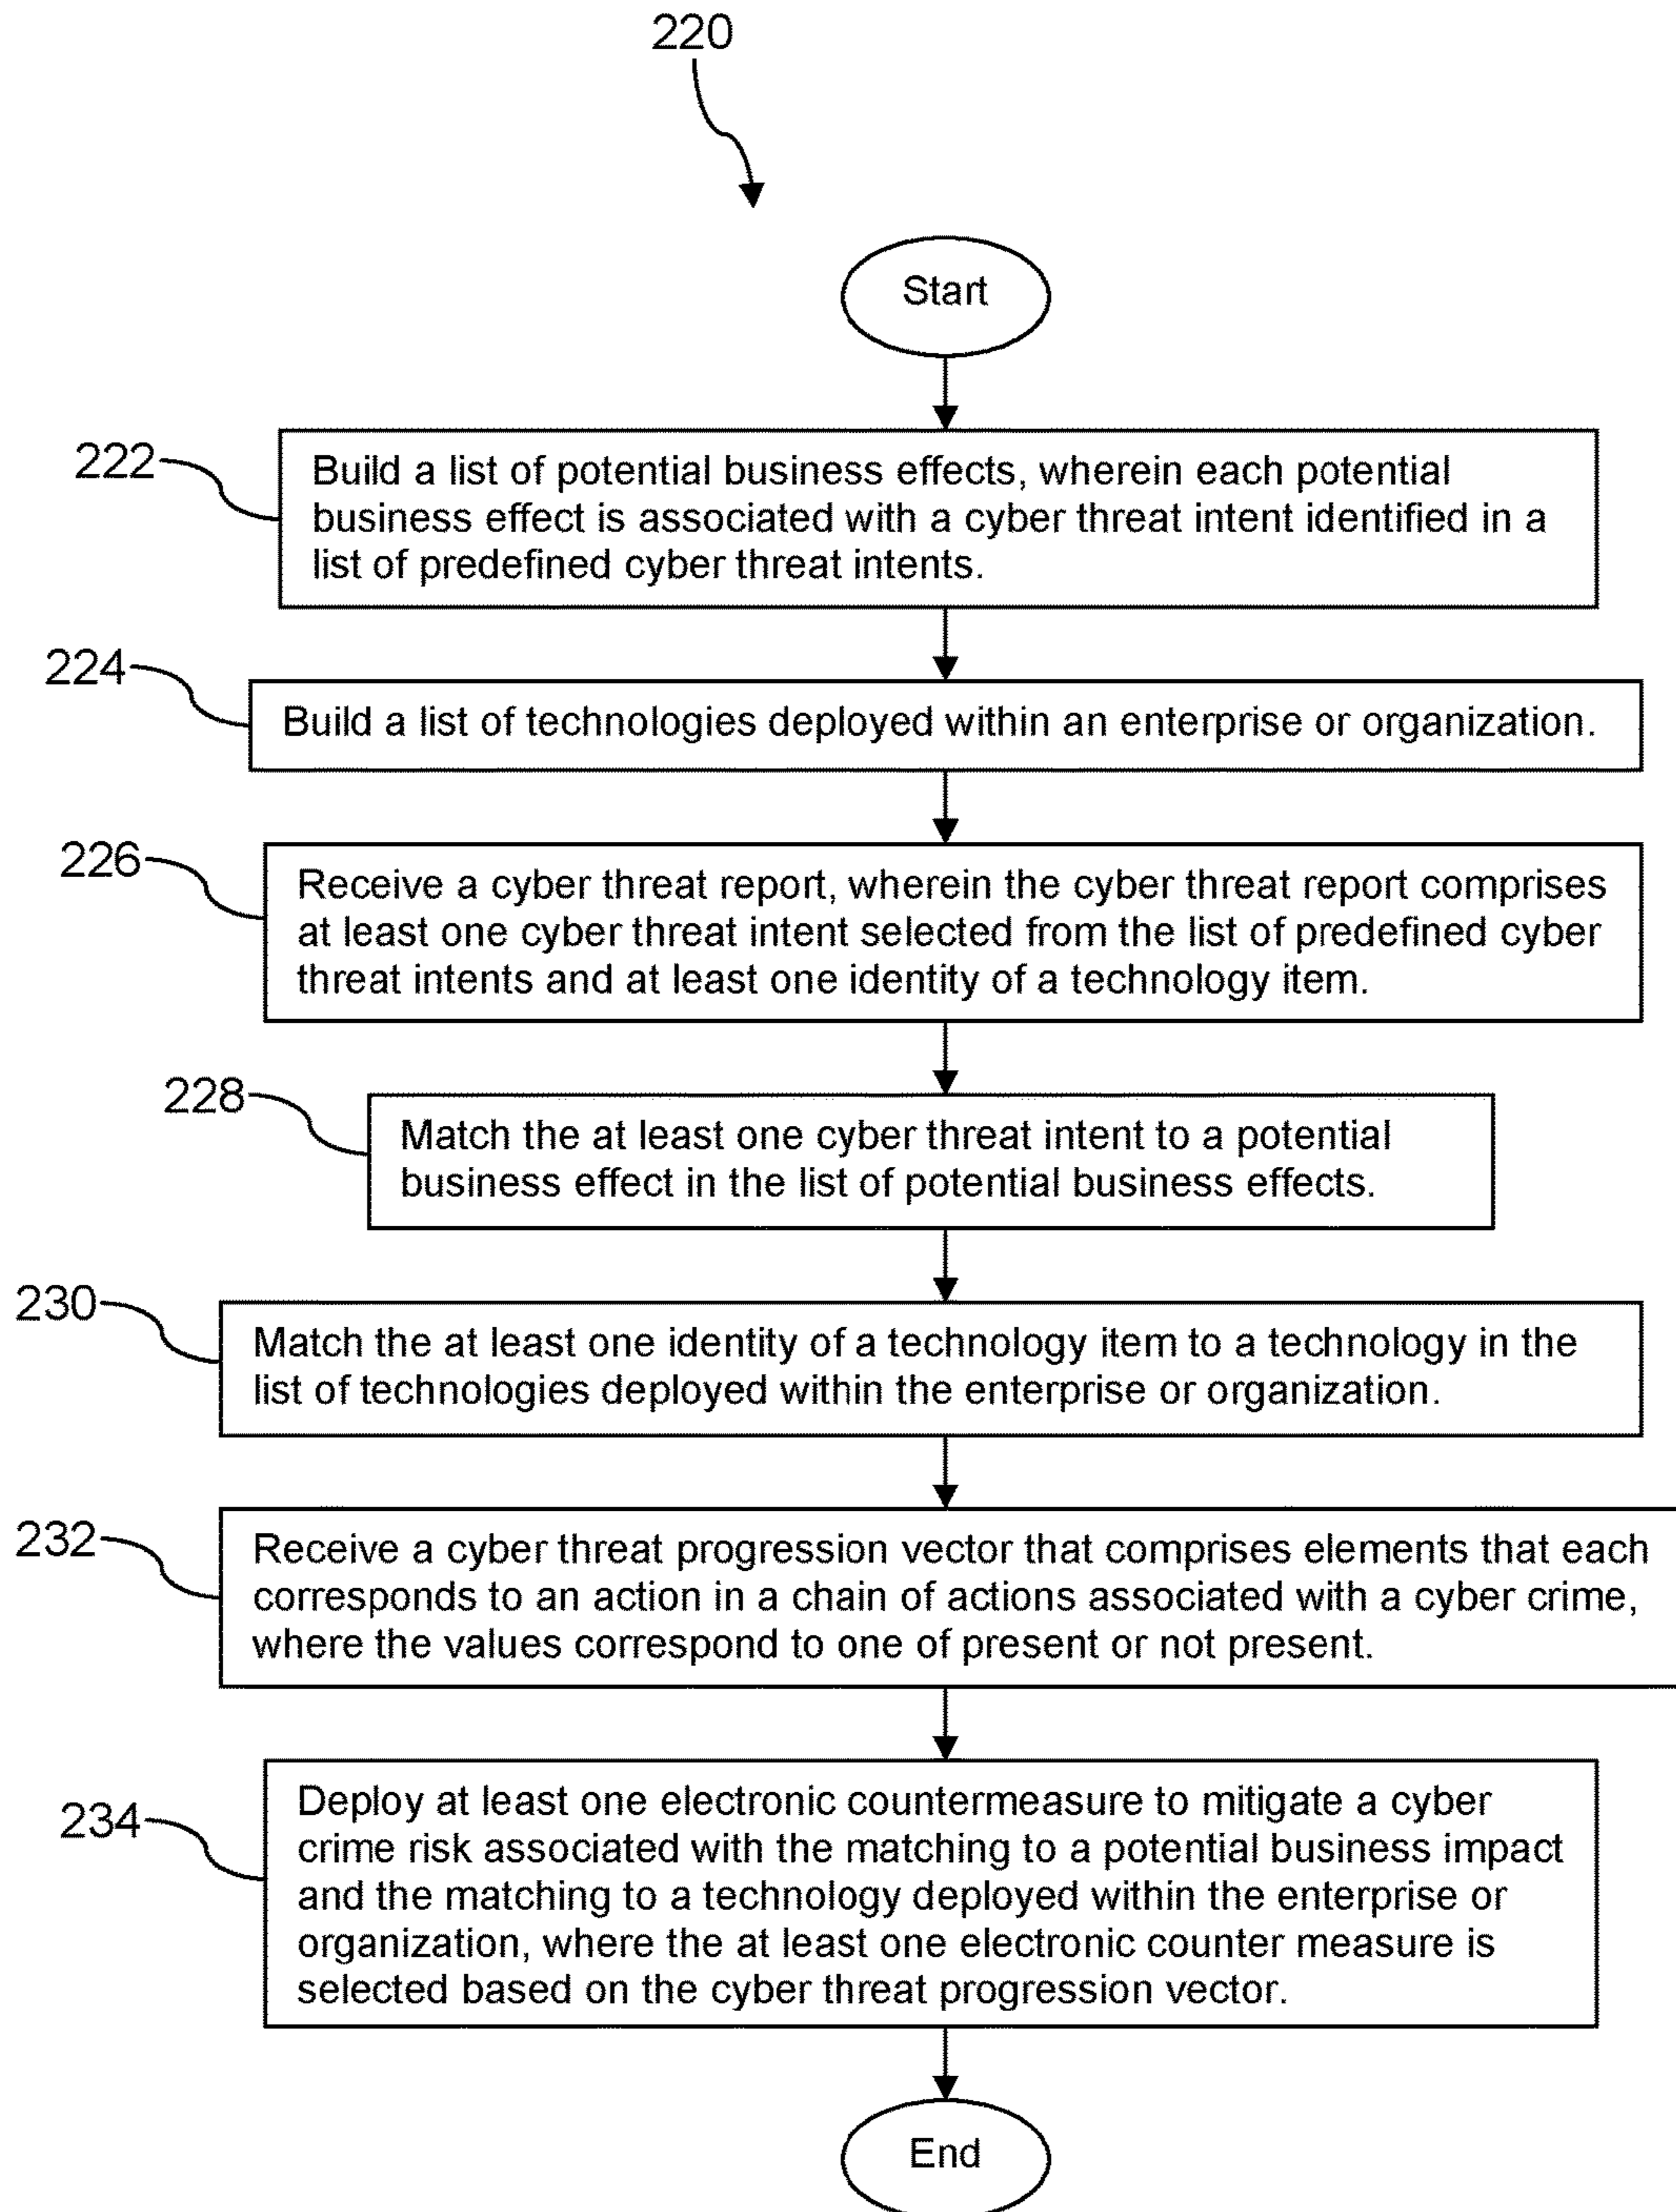 220
Start
222
Build a list of potential business effects, wherein each potential
business effect is associated with a cyber threat intent identified in a
list of predefined cyber threat intents.
224
Build a list of technologies deployed within an enterprise or organization.
226
Receive a cyber threat report, wherein the cyber threat report comprises
at least one cyber threat intent selected from the list of predefined cyber
threat intents and at least one identity of a technology item.
228
Match the at least one cyber threat intent to a potential
business effect in the list of potential business effects.
230
Match the at least one identity of a technology item to a technology in the
list of technologies deployed within the enterprise or organization.
232
Receive a cyber threat progression vector that comprises elements that each
corresponds to an action in a chain of actions associated with a cyber crime,
where the values correspond to one of present or not present.
234
Deploy at least one electronic countermeasure to mitigate a cyber
crime risk associated with the matching to a potential business impact
and the matching to a technology deployed within the enterprise or
organization, where the at least one electronic counter measure is
selected based on the cyber threat progression vector.
End